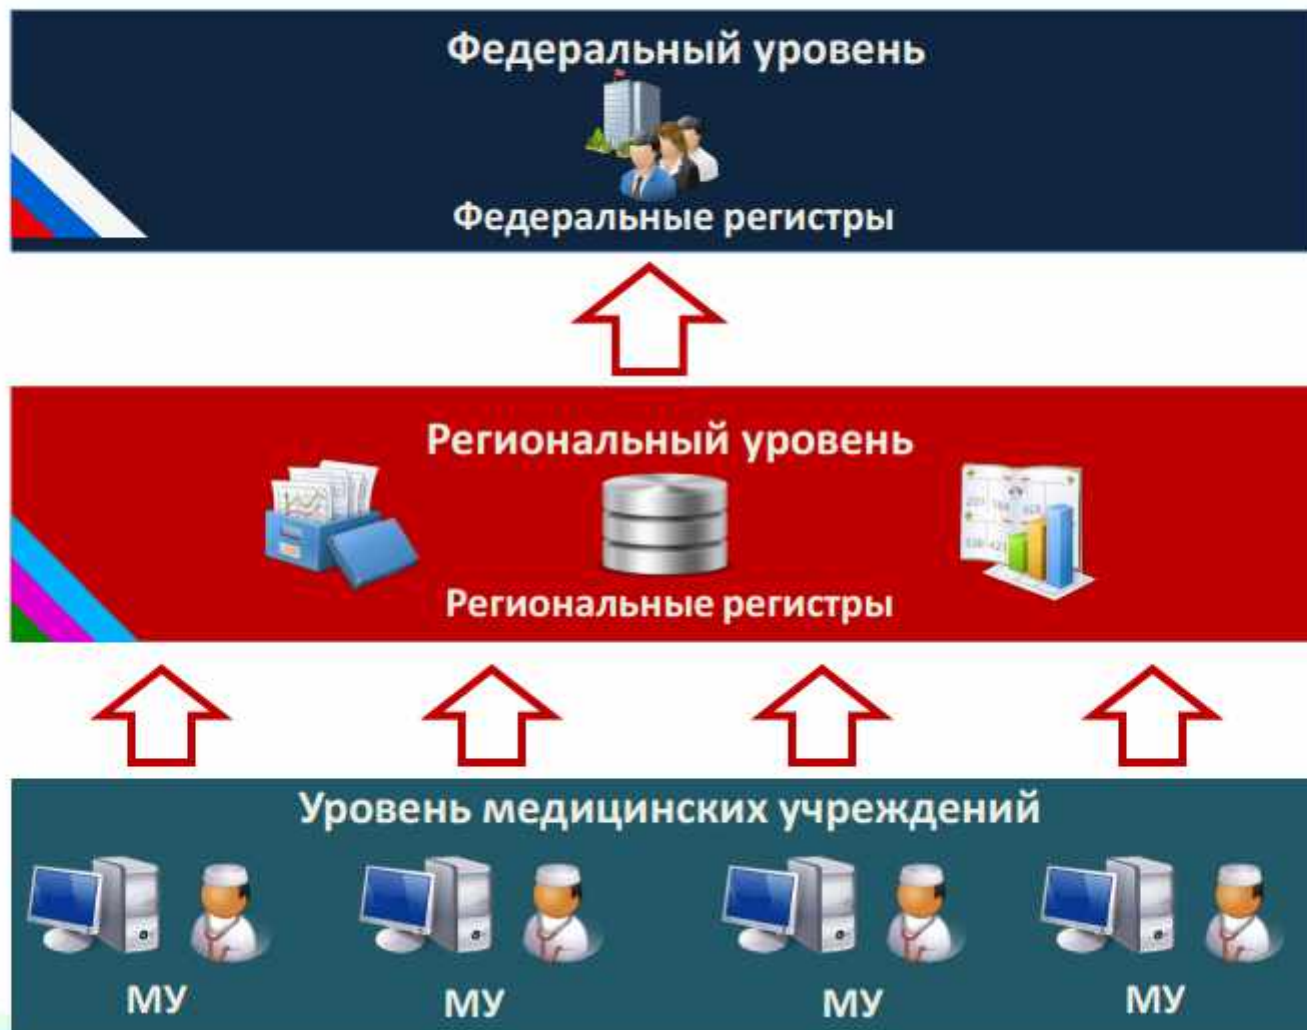 Федеральный уровень
Федеральные регистры
Региональный уровень
Региональные регистры
Уровень медицинских учреждений
МУ МУ МУ МУ